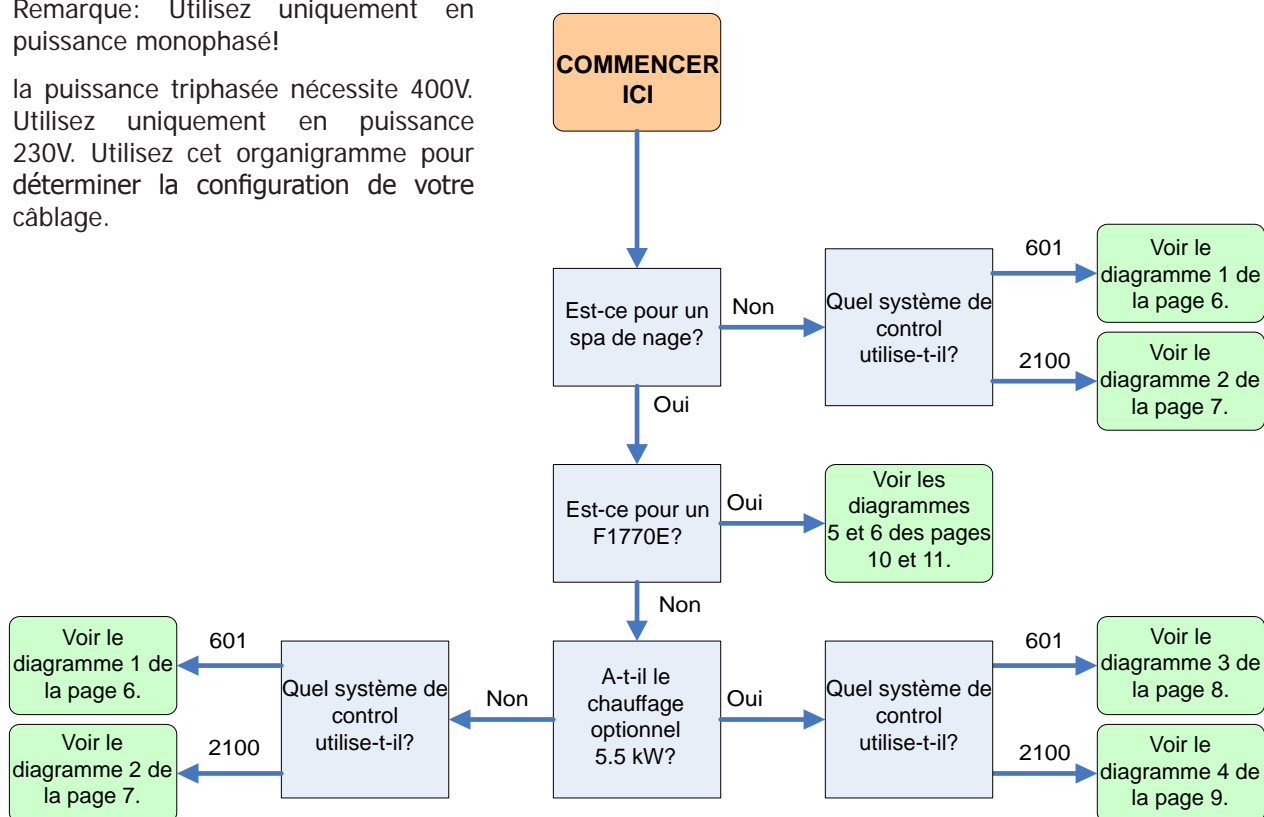 Remarque: Utilisez uniquement en
puissance monophasé!
la puissance triphasée nécessite 400V.
Utilisez uniquement en puissance
230V. Utilisez cet organigramme pour
déterminer la configuration de votre
câblage.
COMMENCER
ICI
Est-ce pour un
spa de nage?
Non
Quel système de
control
utilise-t-il?
601
Voir le
diagramme 1 de
la page 6.
2100
Voir le
diagramme 2 de
la page 7.
Oui
Est-ce pour un
F1770E?
Oui
Voir les
diagrammes
5 et 6 des pages
10 et 11.
Non
A-t-il le
chauffage
optionnel
5.5 kW?
Non
Quel système de
control
utilise-t-il?
601
Voir le
diagramme 1 de
la page 6.
2100
Voir le
diagramme 2 de
la page 7.
Oui
Quel système de
control
utilise-t-il?
601
Voir le
diagramme 3 de
la page 8.
2100
Voir le
diagramme 4 de
la page 9.